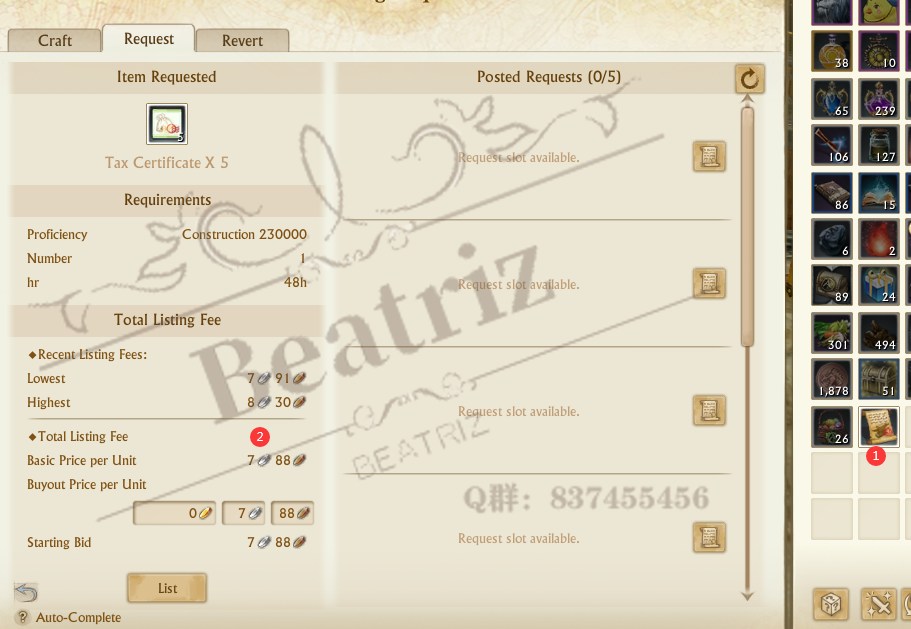 Craft
Request
Revert
Item Requested
5
Tax Certificate X 5
Requirements
Proficiency Construction 230000
Number 1
hr 48h
Total Listing Fee
◆Recent Listing Fees:
Lowest 7 91
Highest 8 30
◆Total Listing Fee 2
Basic Price per Unit 7 88
Buyout Price per Unit
0 7 88
Starting Bid 7 88
List
? Auto-Complete
Posted Requests (0/5)
Request slot available.
Request slot available.
Request slot available.
Request slot available.
Beatriz
BEATRIZ
Q群：837455456
38 10
65 239
106 127
86 15
6 2
89 24
301 494
1,878 51
26
1